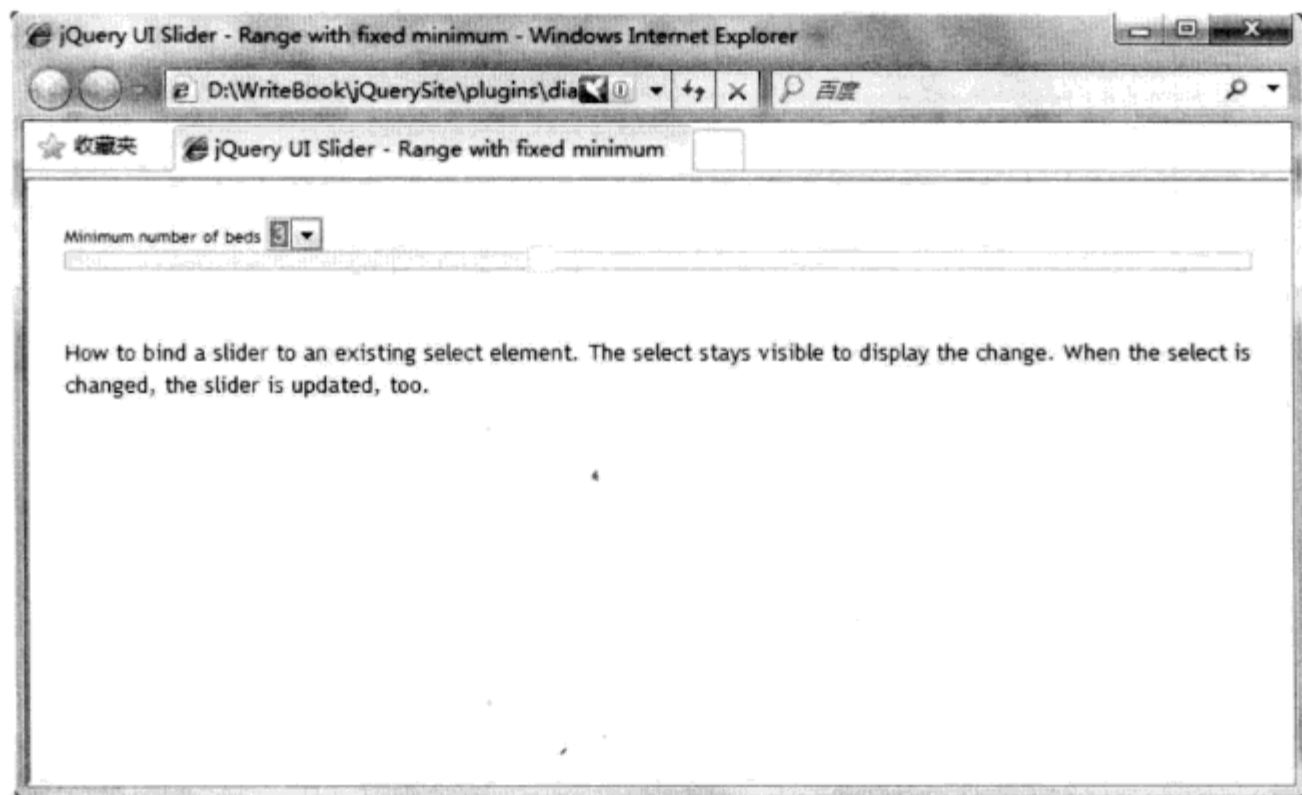 jQuery UI Slider - Range with fixed minimum - Windows Internet Explorer
D:\WriteBook\jQuerySite\plugins\dia
百度
收藏夹
jQuery UI Slider - Range with fixed minimum
Minimum number of beds 3
How to bind a slider to an existing select element. The select stays visible to display the change. When the select is
changed, the slider is updated, too.